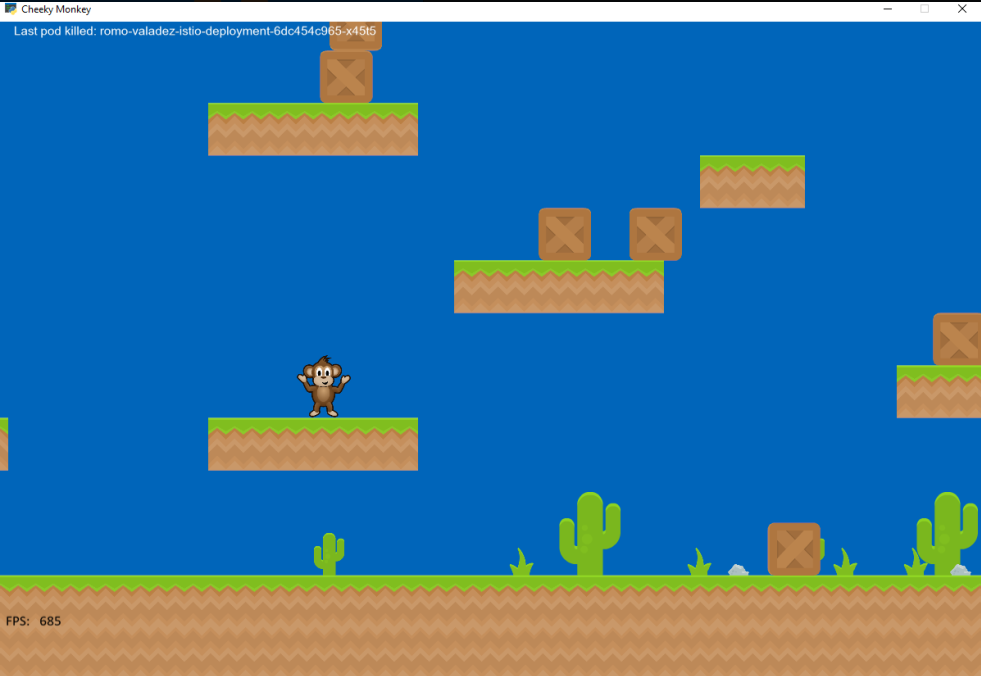 Cheeky Monkey
Last pod killed: romo-valadez-istio-deployment-6dc454c965-x45t5
FPS: 685